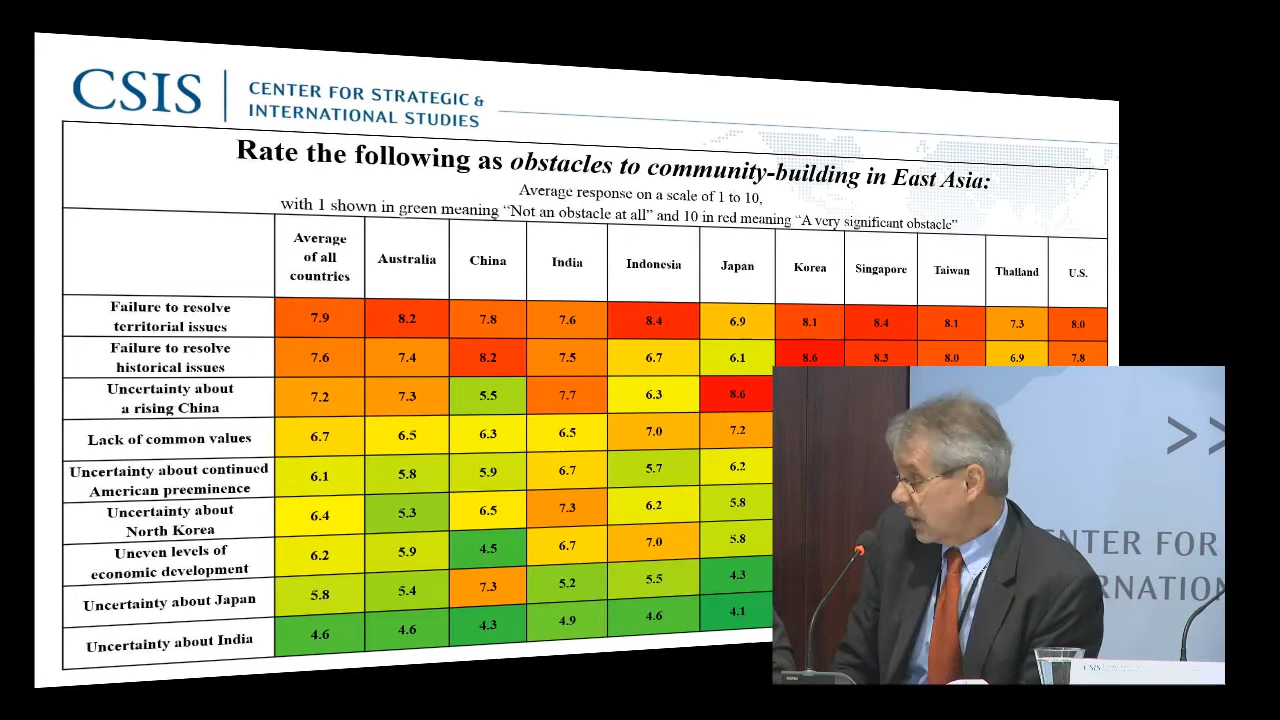 CSIS
CENTER FOR STRATEGIC &
INTERNATIONAL STUDIES
Rate the following as obstacles to community-building in East Asia:
Average response on a scale of 1 to 10,
with 1 shown in green meaning “Not an obstacle at all” and 10 in red meaning “A very significant obstacle”
Average
of all
countries
Australia
China
India
Indonesia
Japan
Korea
Singapore
Taiwan
Thailand
U.S.
Failure to resolve
territorial issues
7.9 8.2 7.8 7.6 8.4 6.9 8.1 8.4 8.1 7.3 8.0
Failure to resolve
historical issues
7.6 7.4 8.2 7.5 6.7 6.1 8.6 8.3 8.0 6.9 7.8
Uncertainty about
a rising China
7.2 7.3 5.5 7.7 6.3 8.6
Lack of common values
6.7 6.5 6.3 6.5 7.0 7.2
Uncertainty about continued
American preeminence
6.1 5.8 5.9 6.7 5.7 6.2
Uncertainty about
North Korea
6.4 5.3 6.5 7.3 6.2 5.8
Uneven levels of
economic development
6.2 5.9 4.5 6.7 7.0 5.8
Uncertainty about Japan
5.8 5.4 7.3 5.2 5.5 4.3
Uncertainty about India
4.6 4.6 4.3 4.9 4.6 4.1
>>
ENTER FOR
RNATION
CSIS